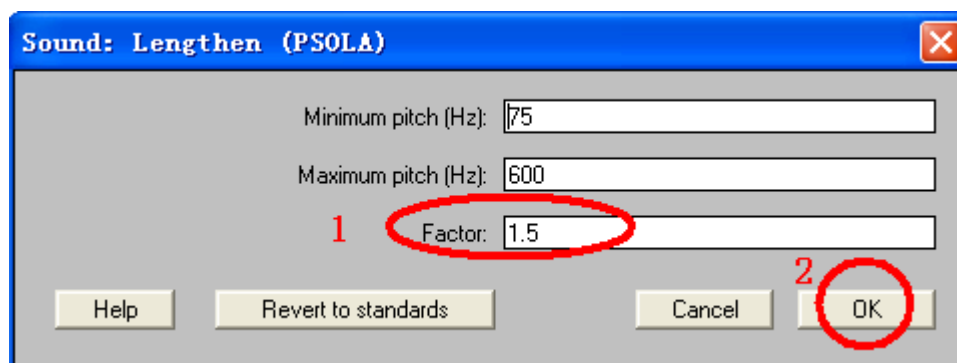 Sound: Lengthen (PSOLA)
Minimum pitch (Hz): 75
Maximum pitch (Hz): 600
1 Factor: 1.5
2
Help Revert to standards Cancel OK